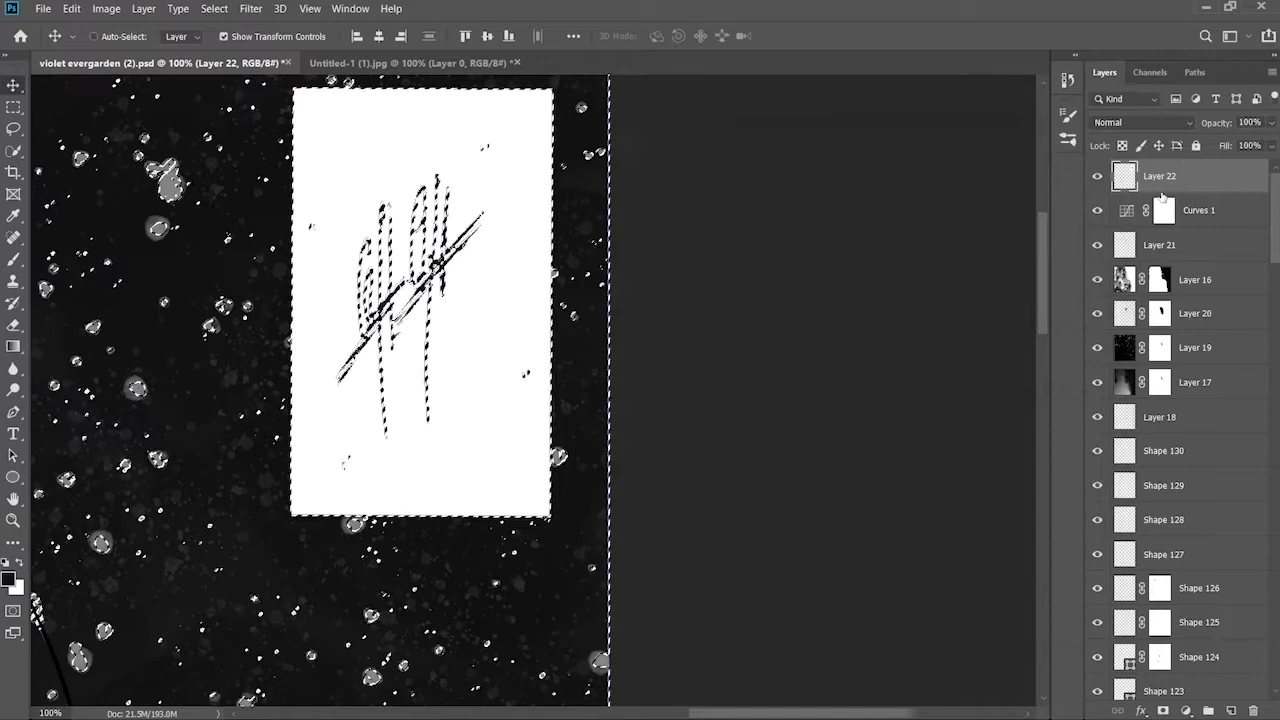 Ps File Edit Image Layer Type Select Filter 3D View Window Help
Auto-Select: Layer Show Transform Controls 3D Mode:
violet evergarden (2).psd @ 100% (Layer 22, RGB/8#) * Untitled-1 (1).jpg @ 100% (Layer 0, RGB/8#) *
Layers Channels Paths
Kind
Normal Opacity: 100%
Lock: Fill: 100%
Layer 22
Curves 1
Layer 21
Layer 16
Layer 20
Layer 19
Layer 17
Layer 18
Shape 130
Shape 129
Shape 128
Shape 127
Shape 126
Shape 125
Shape 124
Shape 123
100% Doc: 21.5M/193.0M